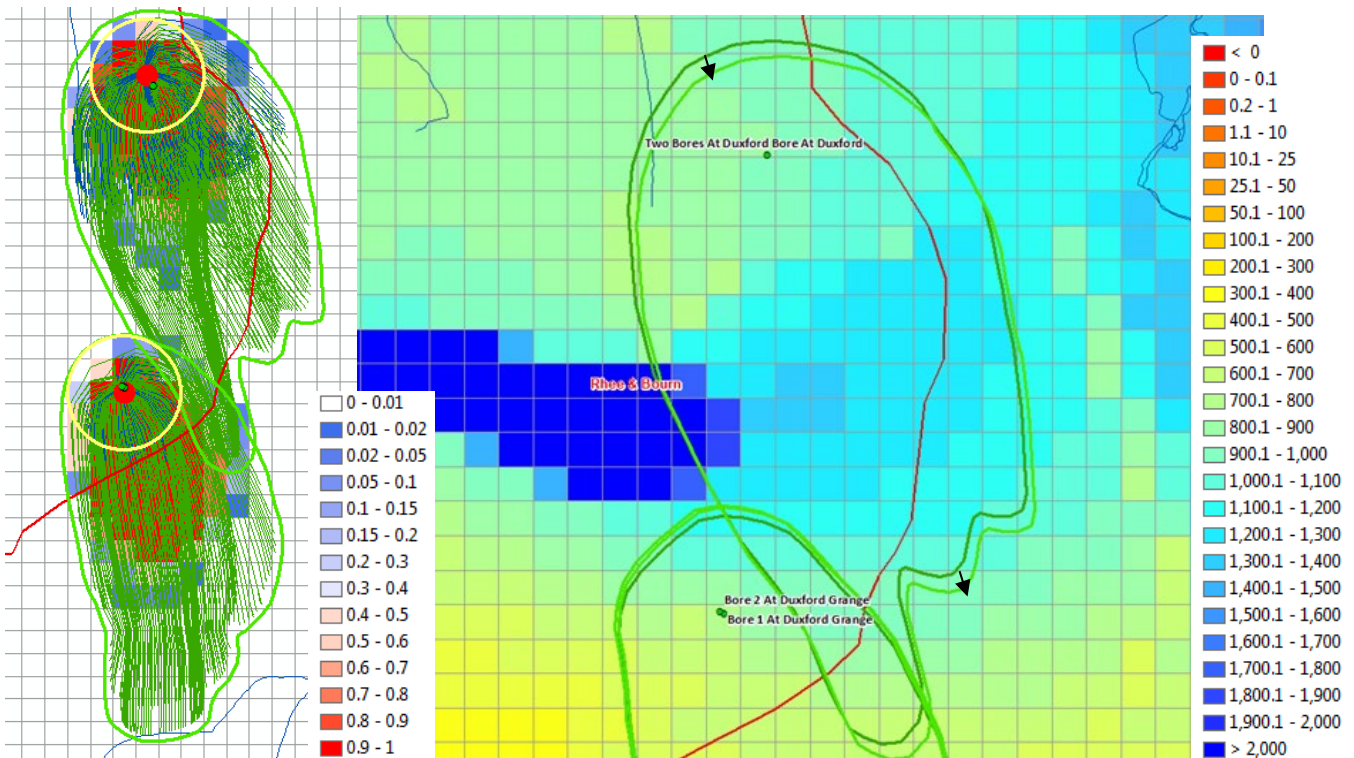 Two Bores At Duxford Bore At Duxford
Rhee & Bourn
Bore 2 At Duxford Grange
Bore 1 At Duxford Grange
0 - 0.01
0.01 - 0.02
0.02 - 0.05
0.05 - 0.1
0.1 - 0.15
0.15 - 0.2
0.2 - 0.3
0.3 - 0.4
0.4 - 0.5
0.5 - 0.6
0.6 - 0.7
0.7 - 0.8
0.8 - 0.9
0.9 - 1
< 0
0 - 0.1
0.2 - 1
1.1 - 10
10.1 - 25
25.1 - 50
50.1 - 100
100.1 - 200
200.1 - 300
300.1 - 400
400.1 - 500
500.1 - 600
600.1 - 700
700.1 - 800
800.1 - 900
900.1 - 1,000
1,000.1 - 1,100
1,100.1 - 1,200
1,200.1 - 1,300
1,300.1 - 1,400
1,400.1 - 1,500
1,500.1 - 1,600
1,600.1 - 1,700
1,700.1 - 1,800
1,800.1 - 1,900
1,900.1 - 2,000
> 2,000